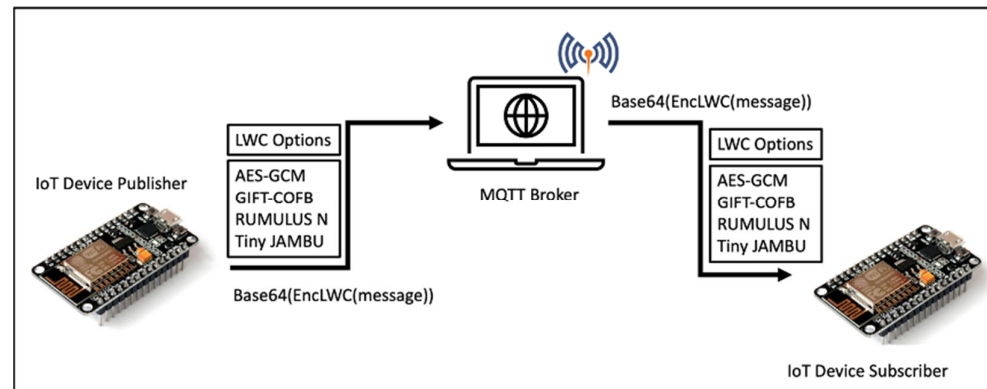 IoT Device Publisher
LWC Options
AES-GCM
GIFT-COFB
RUMULUS N
Tiny JAMBU
Base64(EncLWC(message))
MQTT Broker
Base64(EncLWC(message))
LWC Options
AES-GCM
GIFT-COFB
RUMULUS N
Tiny JAMBU
IoT Device Subscriber